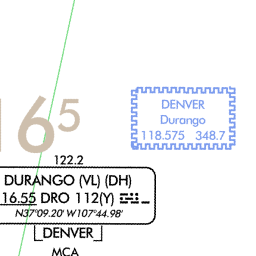 DENVER
Durango
118.575 348.7
16⁵
122.2
DURANGO (VL) (DH)
16.55 DRO 112(Y)
N37°09.20' W107°44.98'
DENVER
MCA